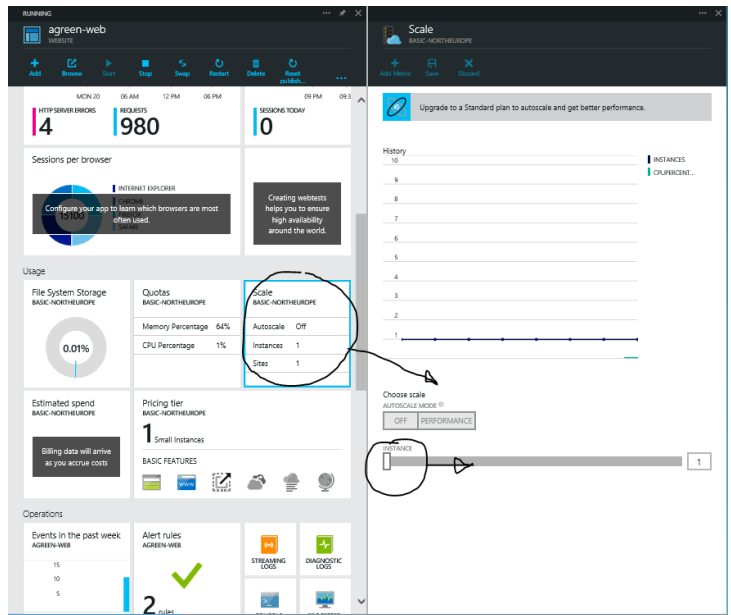 RUNNING
agreen-web
WEBSITE
Add Browse Start Stop Swap Restart Delete Reset publish... ...
MON 20 06 AM 12 PM 06 PM
09 PM 09:3
HTTP SERVER ERRORS
4
REQUESTS
980
SESSIONS TODAY
0
Sessions per browser
INTERNET EXPLORER
15100
SAFARI
Configure your app to learn which browsers are most
often used.
Creating webtests
helps you to ensure
high availability
around the world.
Usage
File System Storage
BASIC-NORTHEUROPE
0.01%
Quotas
BASIC-NORTHEUROPE
Memory Percentage 64%
CPU Percentage 1%
Scale
BASIC-NORTHEUROPE
Autoscale Off
Instances 1
Sites 1
Estimated spend
BASIC-NORTHEUROPE
Billing data will arrive
as you accrue costs
Pricing tier
BASIC-NORTHEUROPE
1 Small Instances
BASIC FEATURES
WWW
Operations
Events in the past week
AGREEN-WEB
15
10
5
Alert rules
AGREEN-WEB
2 rules
STREAMING
LOGS
DIAGNOSTIC
LOGS
Scale
BASIC-NORTHEUROPE
Add Metric Save Discard
Upgrade to a Standard plan to autoscale and get better performance.
History
10
9
8
7
6
5
4
3
2
1
INSTANCES
CPUPERCENT...
Choose scale
AUTOSCALE MODE
OFF PERFORMANCE
INSTANCE
1